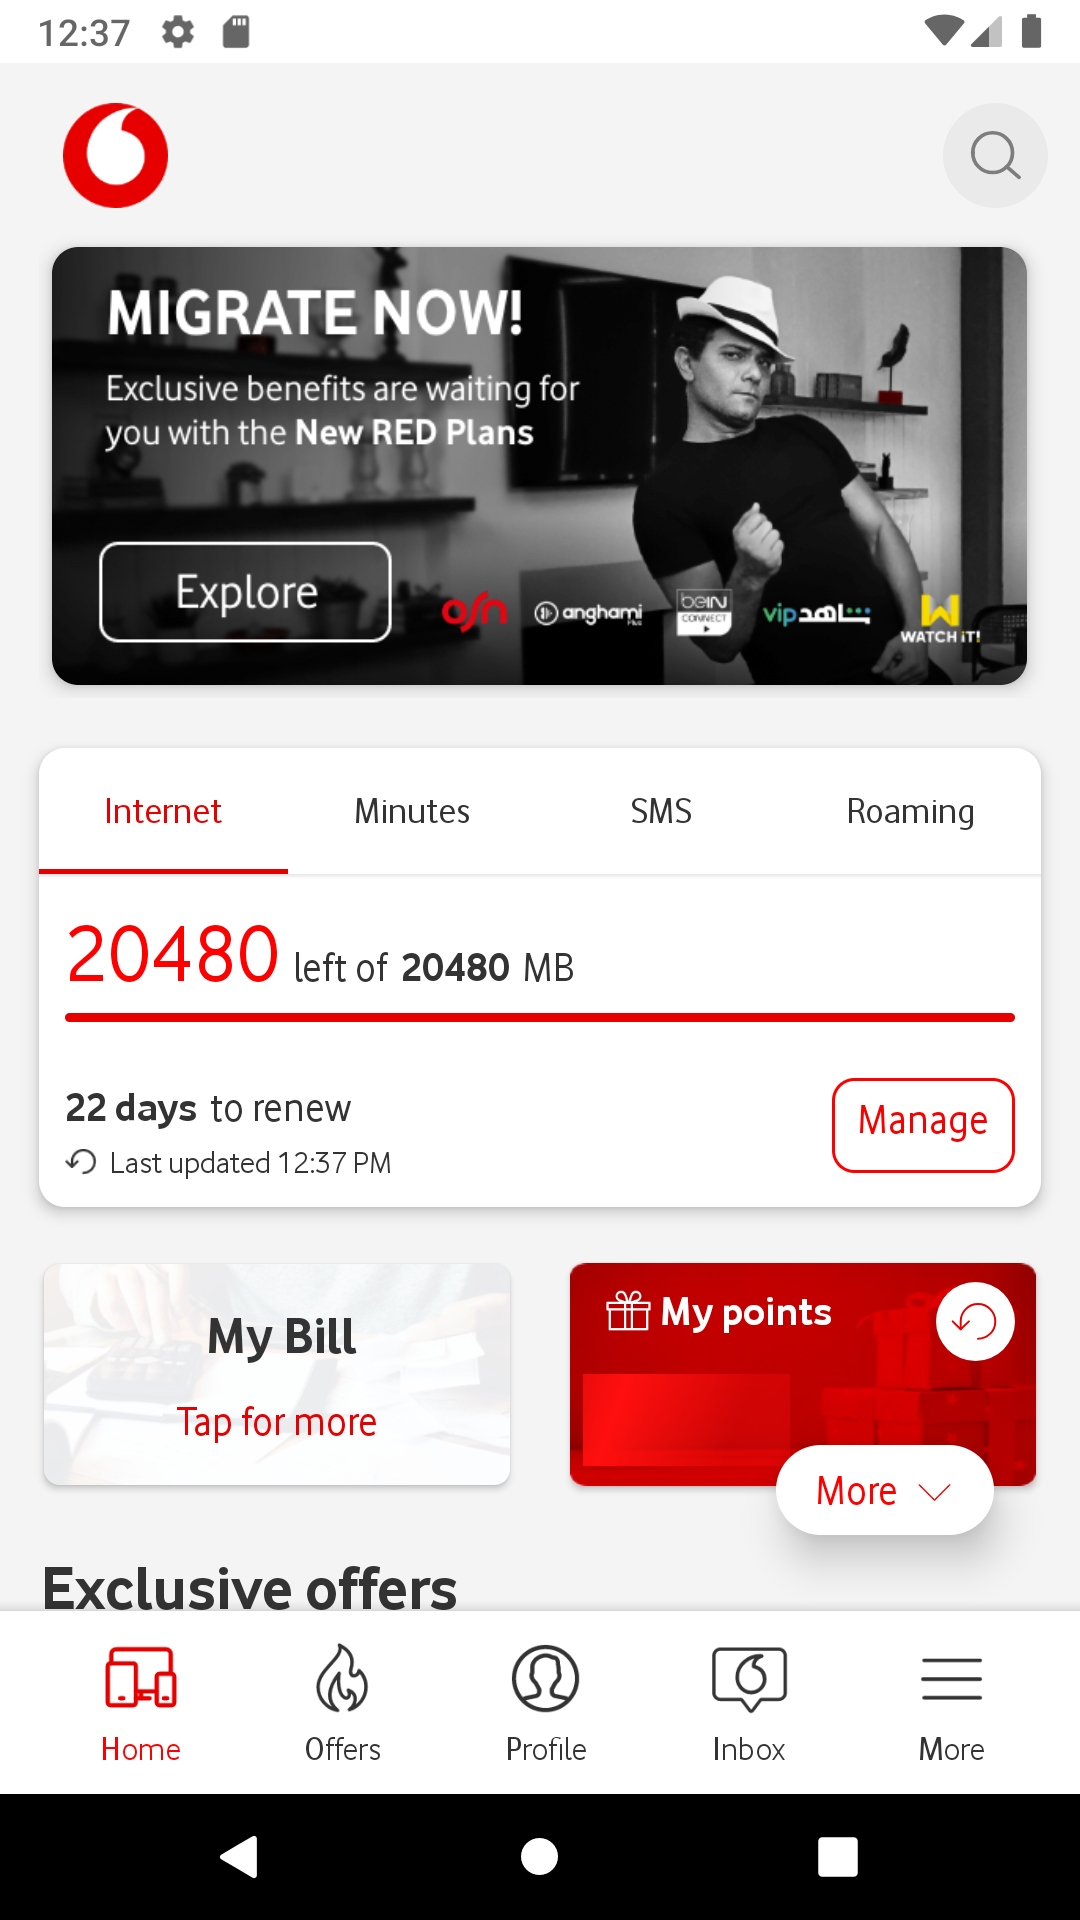 12:37
MIGRATE NOW!
Exclusive benefits are waiting for
you with the New RED Plans
Explore
osn
anghami
Plus
beIN
CONNECT
شاهد vip
WATCH iT!
Internet
Minutes
SMS
Roaming
20480 left of 20480 MB
22 days to renew
Manage
Last updated 12:37 PM
My Bill
Tap for more
My points
More
Exclusive offers
Home
Offers
Profile
Inbox
More